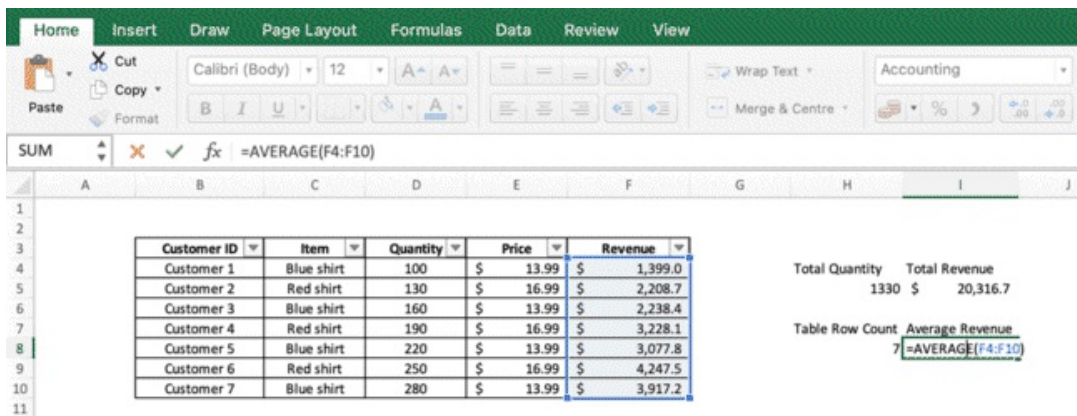 Home Insert Draw Page Layout Formulas Data Review View
Cut
Copy
Paste
Format
Calibri (Body) 12 A A
B I U A
Wrap Text
Merge & Centre
Accounting
% .0 .00 .00 .0
SUM fx =AVERAGE(F4:F10)
A B C D E F G H I J
1
2
3 Customer ID Item Quantity Price Revenue
4 Customer 1 Blue shirt 100 $ 13.99 $ 1,399.0 Total Quantity Total Revenue
5 Customer 2 Red shirt 130 $ 16.99 $ 2,208.7 1330 $ 20,316.7
6 Customer 3 Blue shirt 160 $ 13.99 $ 2,238.4
7 Customer 4 Red shirt 190 $ 16.99 $ 3,228.1 Table Row Count Average Revenue
8 Customer 5 Blue shirt 220 $ 13.99 $ 3,077.8 7 =AVERAGE(F4:F10)
9 Customer 6 Red shirt 250 $ 16.99 $ 4,247.5
10 Customer 7 Blue shirt 280 $ 13.99 $ 3,917.2
11